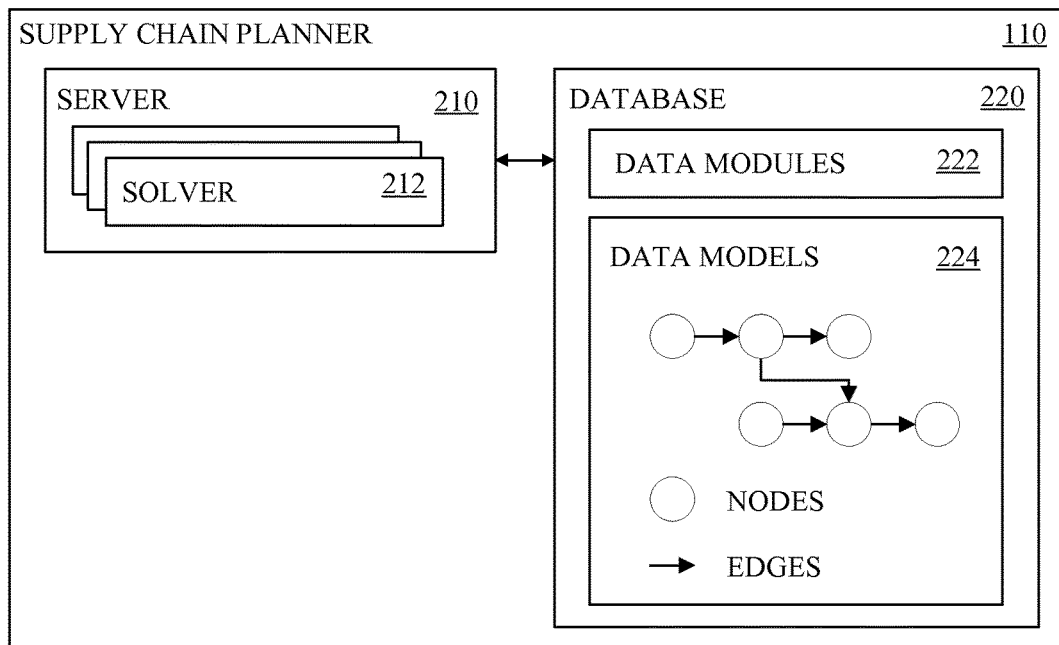 SUPPLY CHAIN PLANNER 110
SERVER 210
SOLVER 212
DATABASE 220
DATA MODULES 222
DATA MODELS 224
NODES
EDGES